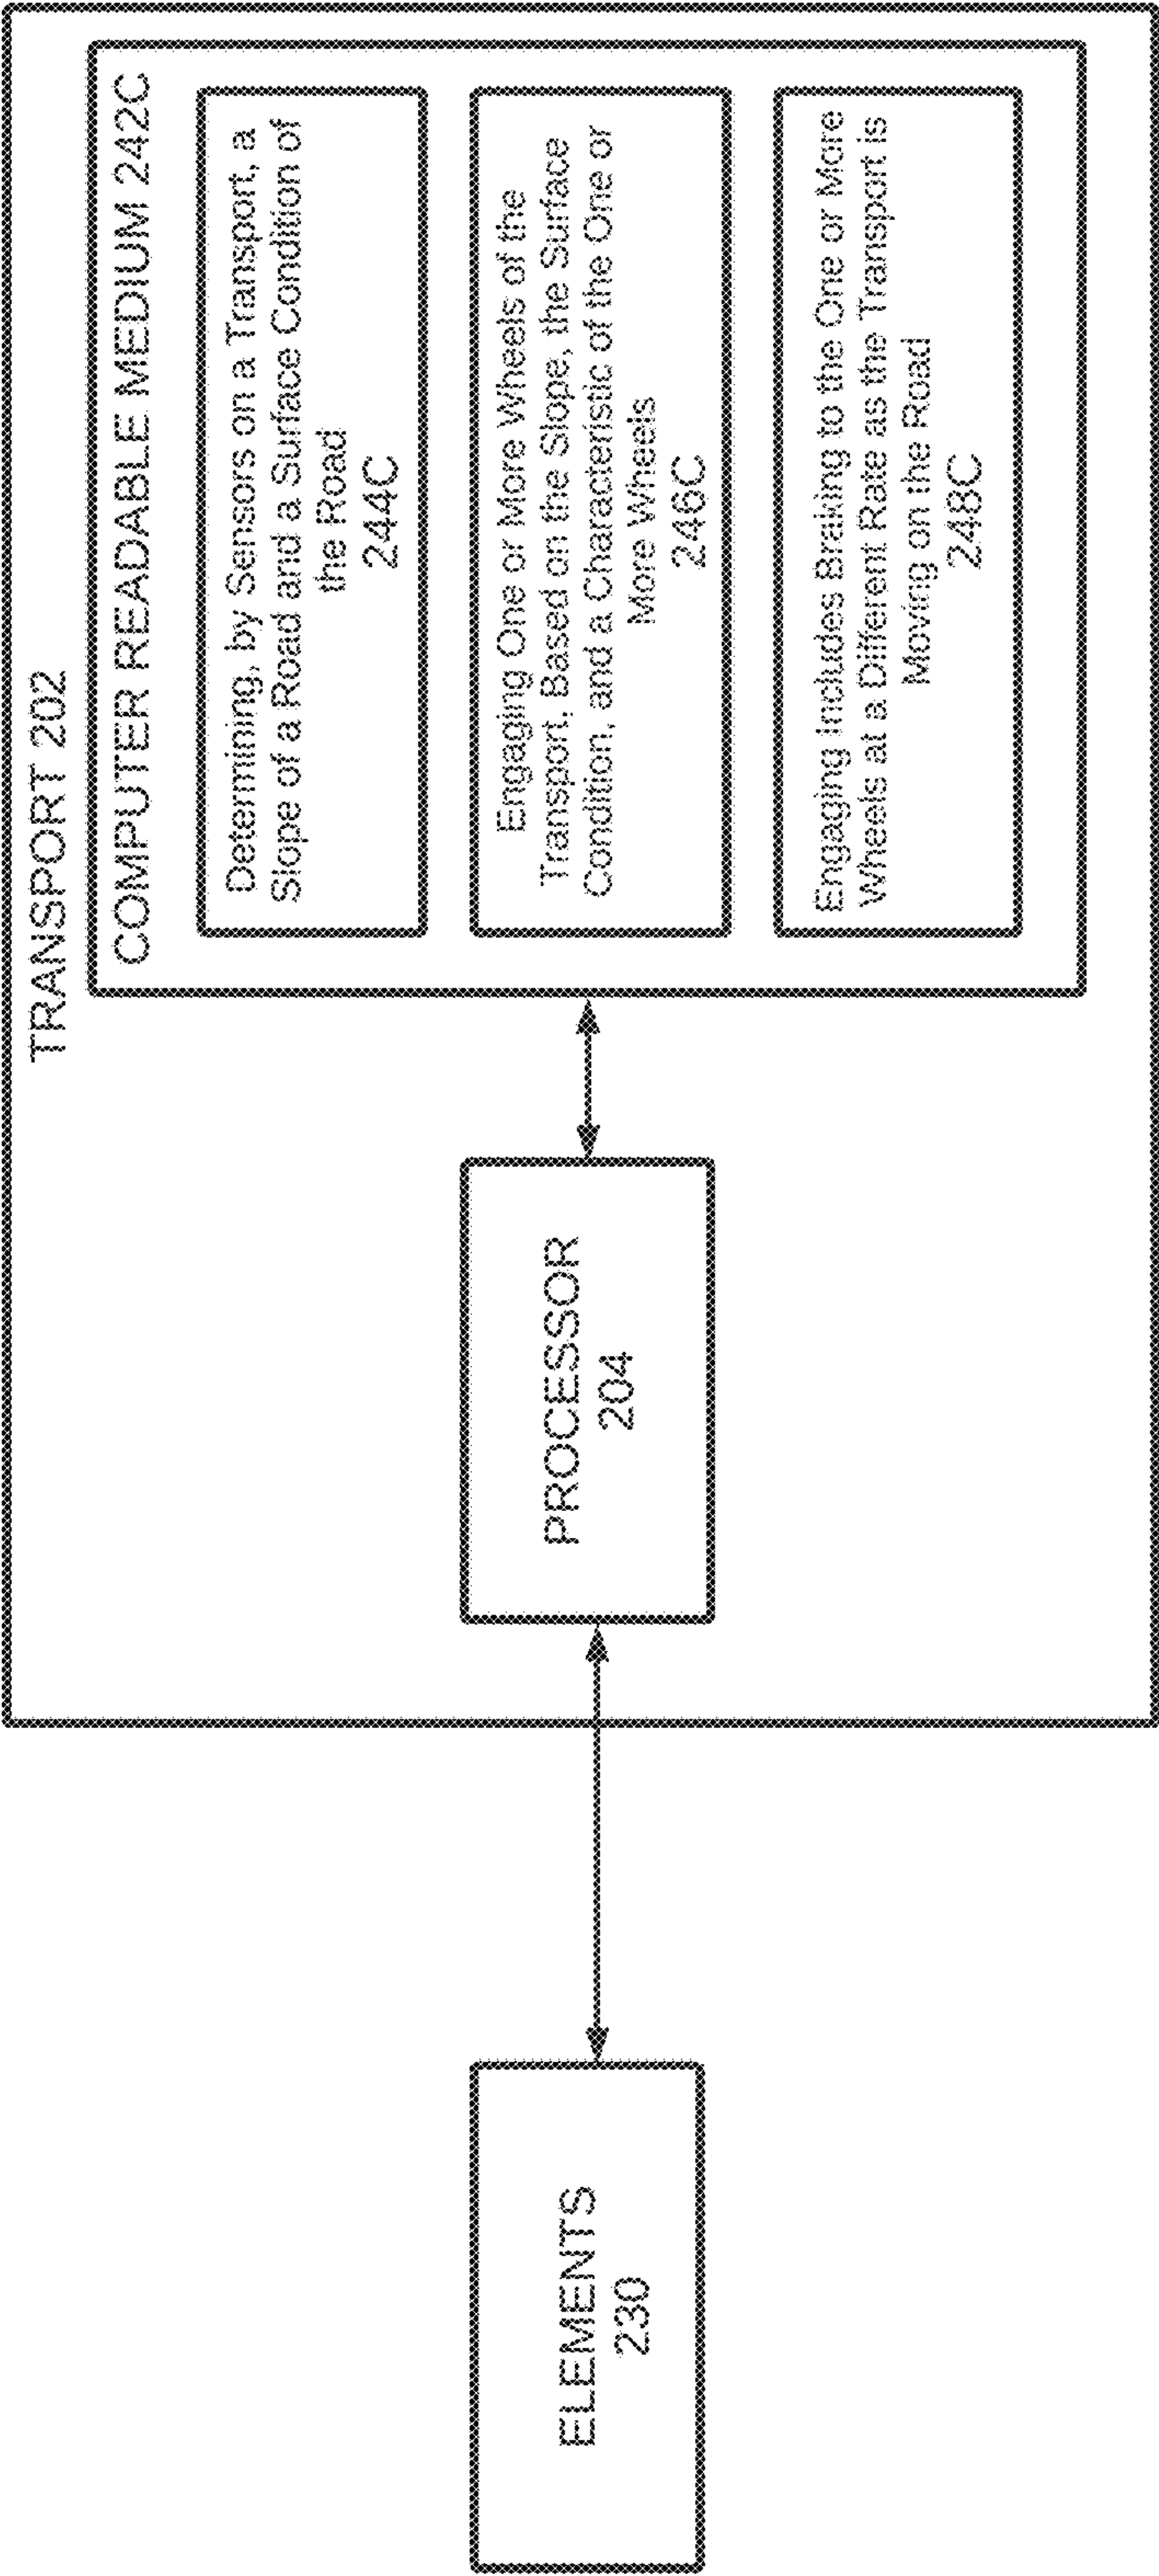 TRANSPORT 202
COMPUTER READABLE MEDIUM 242C
Determining, by Sensors on a Transport, a
Slope of a Road and a Surface Condition of
the Road
244C
Engaging One or More Wheels of the
Transport, Based on the Slope, the Surface
Condition, and a Characteristic of the One or
More Wheels
246C
Engaging Includes Braking to the One or More
Wheels at a Different Rate as the Transport is
Moving on the Road
248C
PROCESSOR
204
ELEMENTS
230